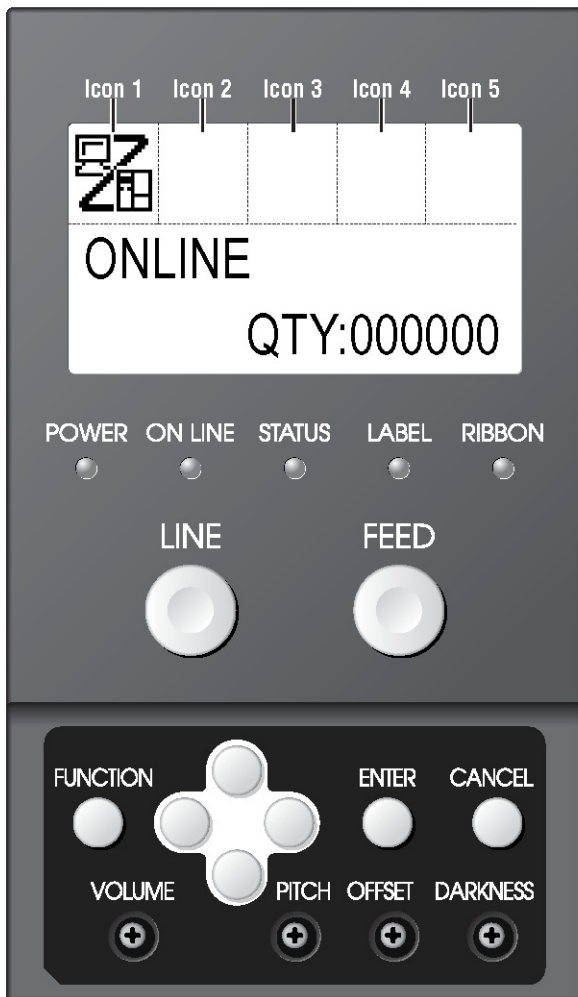 Icon 1 Icon 2 Icon 3 Icon 4 Icon 5
ONLINE
QTY:000000
POWER ON LINE STATUS LABEL RIBBON
LINE FEED
FUNCTION ENTER CANCEL
VOLUME PITCH OFFSET DARKNESS